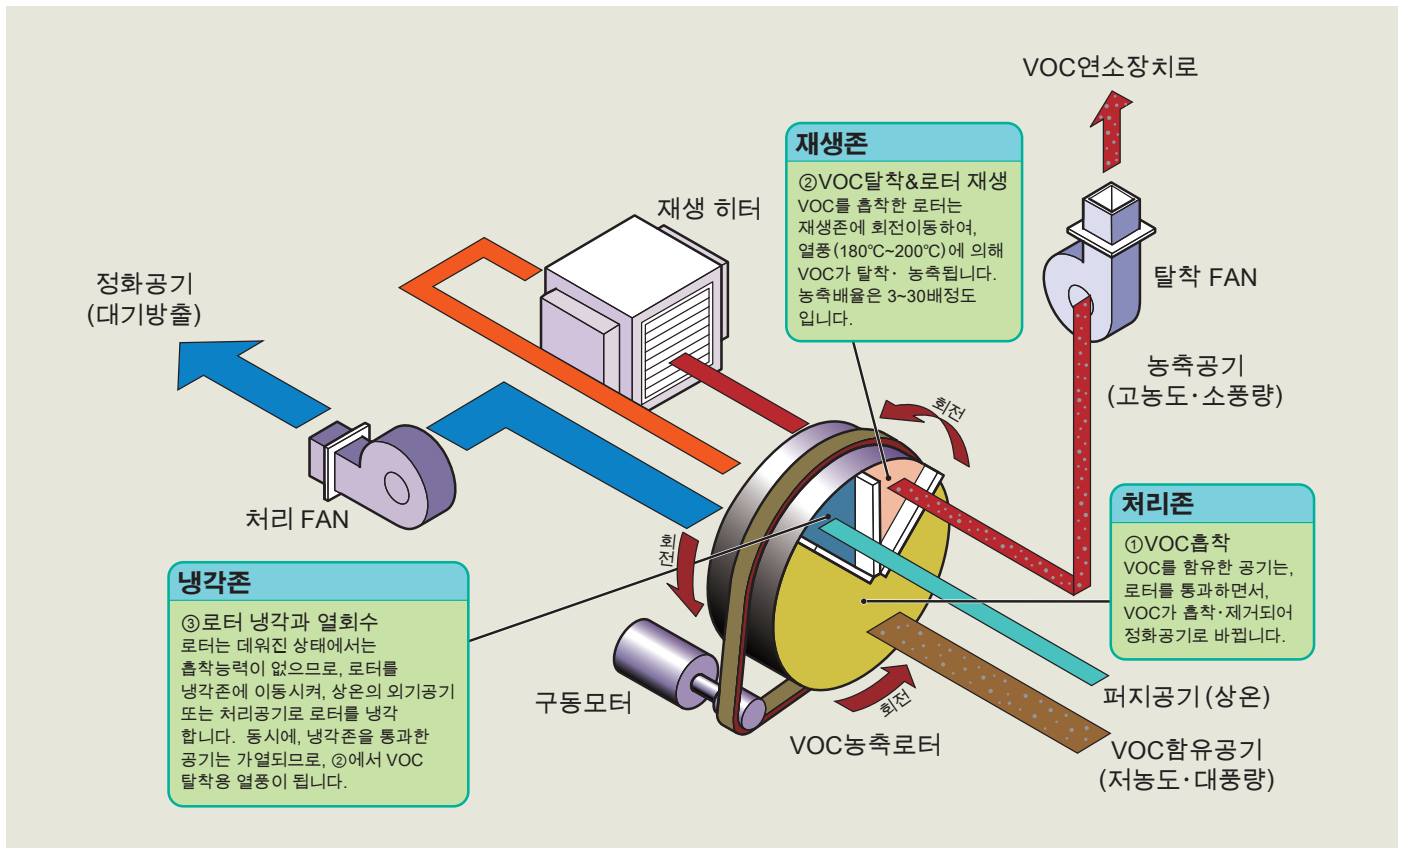 VOC연소장치로
재생존
②VOC탈착&로터 재생
VOC를 흡착한 로터는
재생존에 회전이동하여,
열풍(180℃~200℃)에 의해
VOC가 탈착· 농축됩니다.
농축배율은 3~30배정도
입니다.
재생 히터
탈착 FAN
정화공기
(대기방출)
농축공기
(고농도·소풍량)
회전
처리존
①VOC흡착
VOC를 함유한 공기는,
로터를 통과하면서,
VOC가 흡착·제거되어
정화공기로 바뀝니다.
처리 FAN
회전
냉각존
③로터 냉각과 열회수
로터는 데워진 상태에서는
흡착능력이 없으므로, 로터를
냉각존에 이동시켜, 상온의 외기공기
또는 처리공기로 로터를 냉각
합니다. 동시에, 냉각존을 통과한
공기는 가열되므로, ②에서 VOC
탈착용 열풍이 됩니다.
구동모터
회전
퍼지공기 (상온)
VOC농축로터
VOC함유공기
(저농도·대풍량)